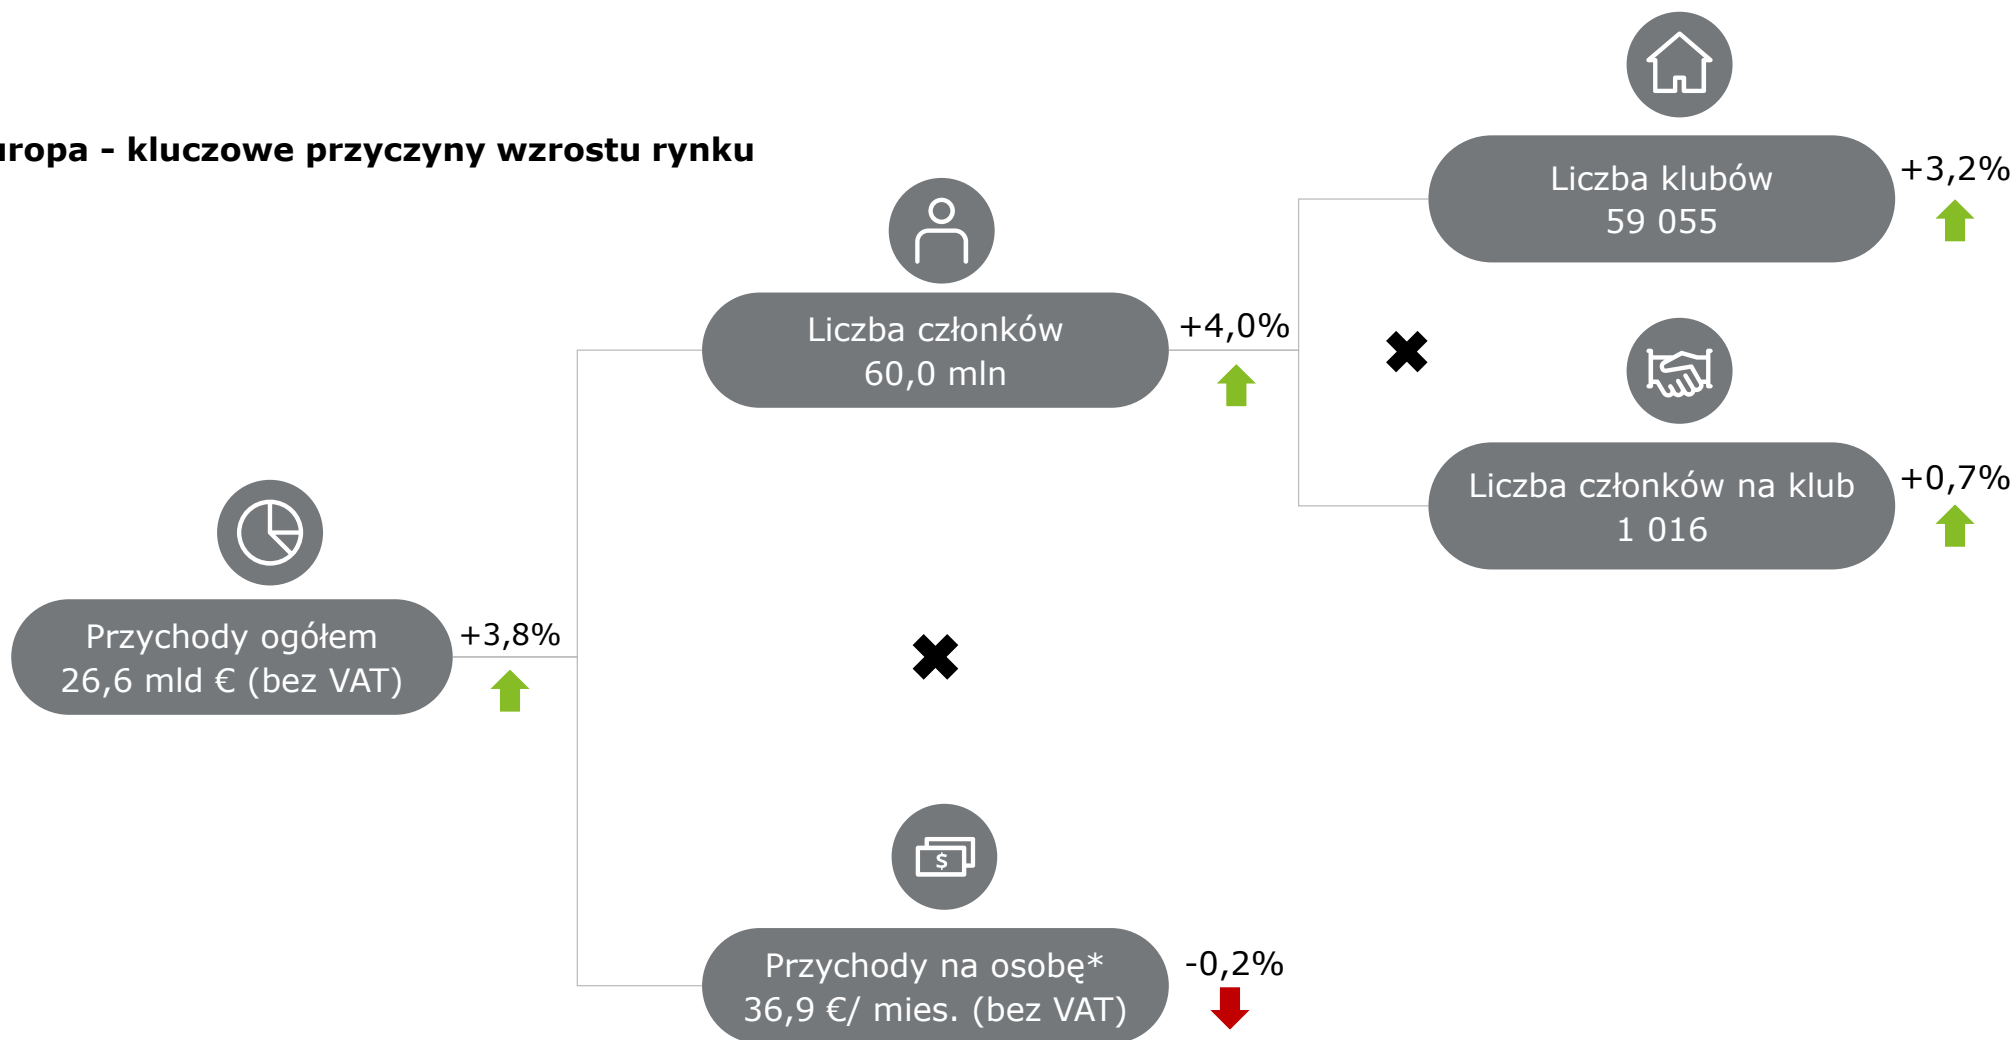 uropa - kluczowe przyczyny wzrostu rynku
Liczba klubów
59 055
+3,2%
Liczba członków
60,0 mln
+4,0%
Liczba członków na klub
1 016
+0,7%
Przychody ogółem
26,6 mld € (bez VAT)
+3,8%
$
Przychody na osobę*
36,9 €/ mies. (bez VAT)
-0,2%